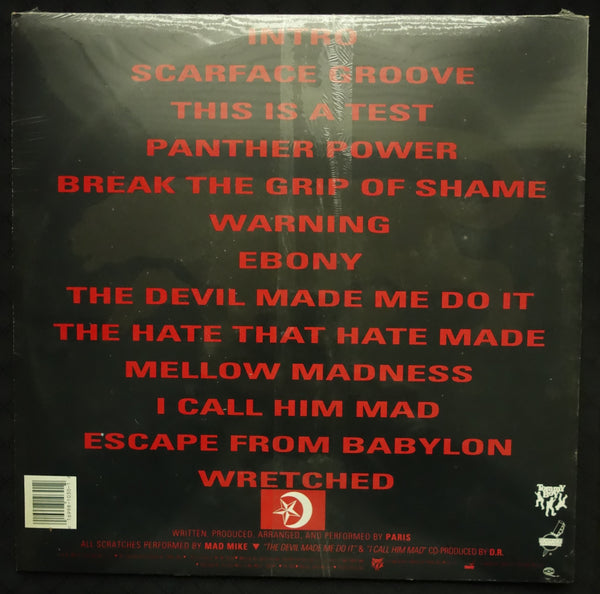 INTRO
SCARFACE GROOVE
THIS IS A TEST
PANTHER POWER
BREAK THE GRIP OF SHAME
WARNING
EBONY
THE DEVIL MADE ME DO IT
THE HATE THAT HATE MADE
MELLOW MADNESS
I CALL HIM MAD
ESCAPE FROM BABYLON
WRETCHED
WRITTEN, PRODUCED, ARRANGED, AND PERFORMED BY PARIS
ALL SCRATCHES PERFORMED BY MAD MIKE ▼ "THE DEVIL MADE ME DO IT" & "I CALL HIM MAD" CO-PRODUCED BY D.R.
TOMMY BOY